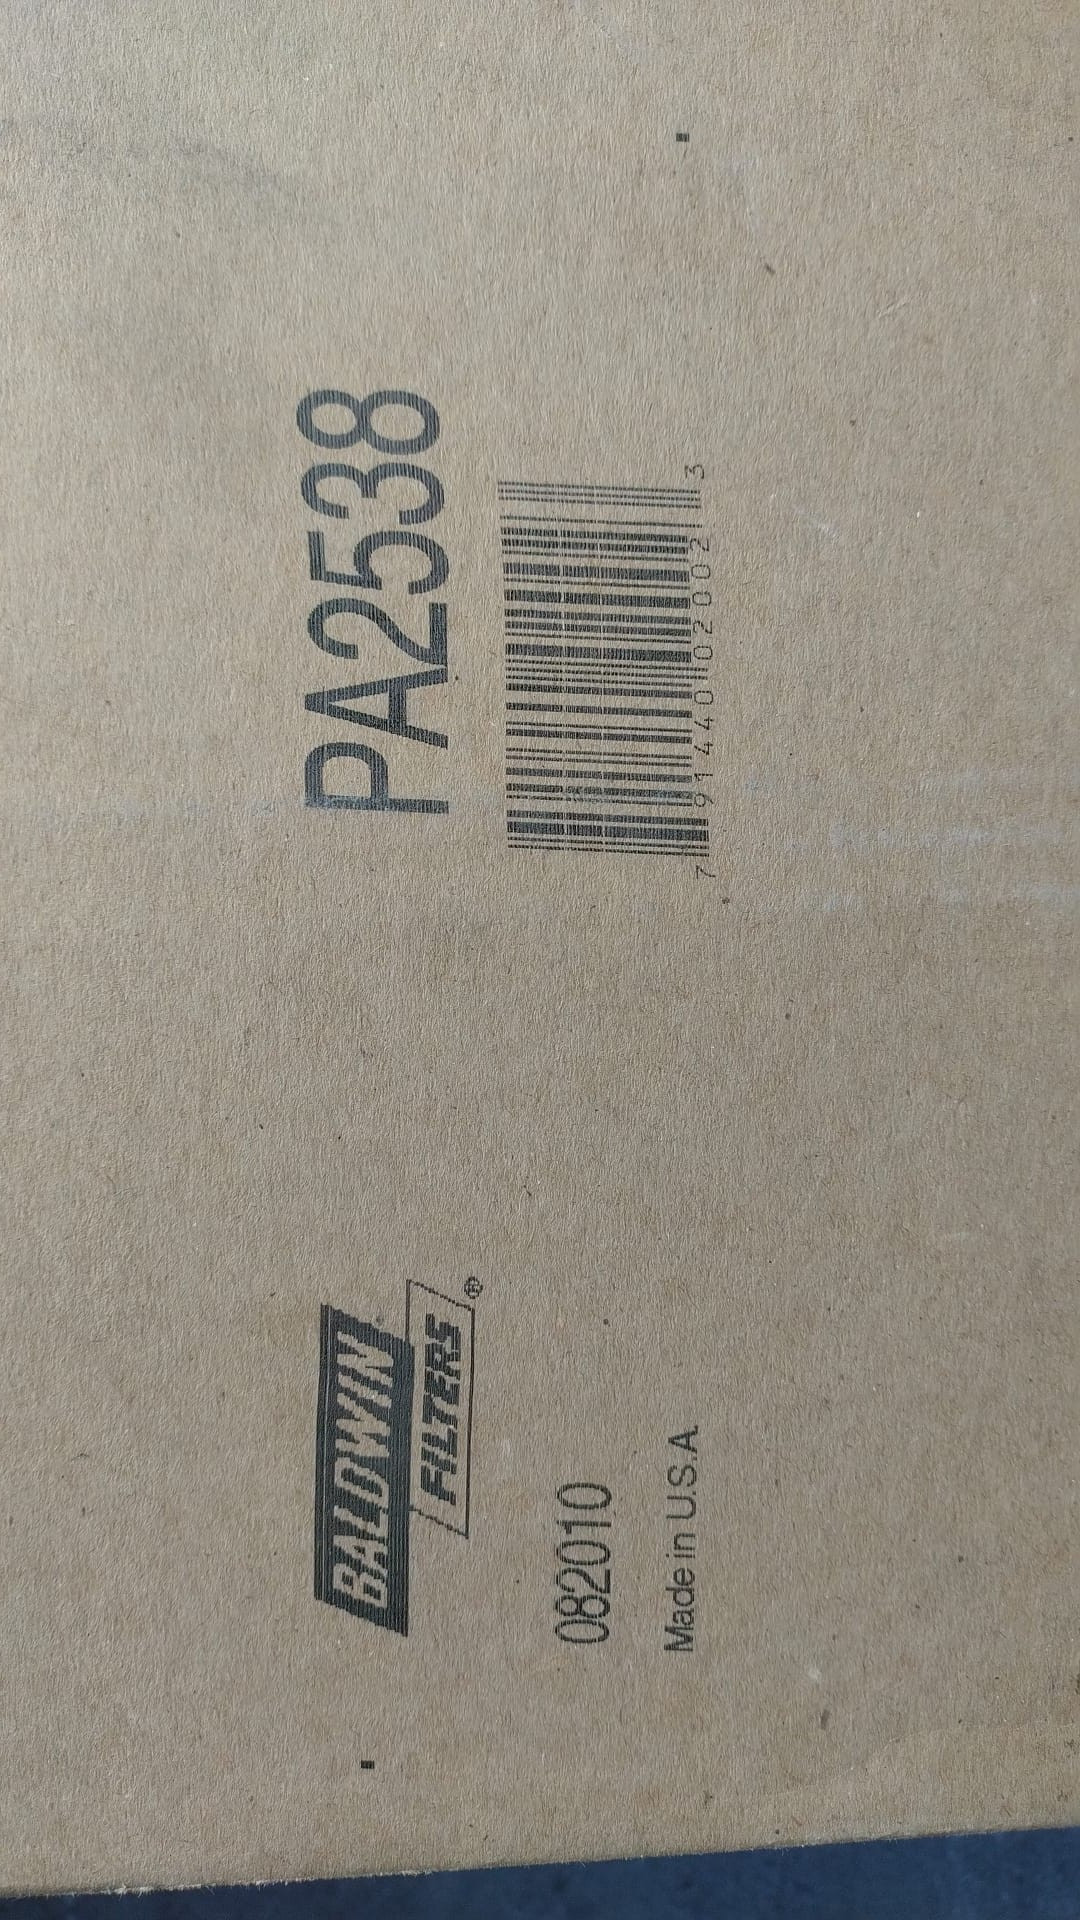 BALDWIN
FILTERS®
082010
Made in U.S.A.
PA2538
7 91440 02002 3